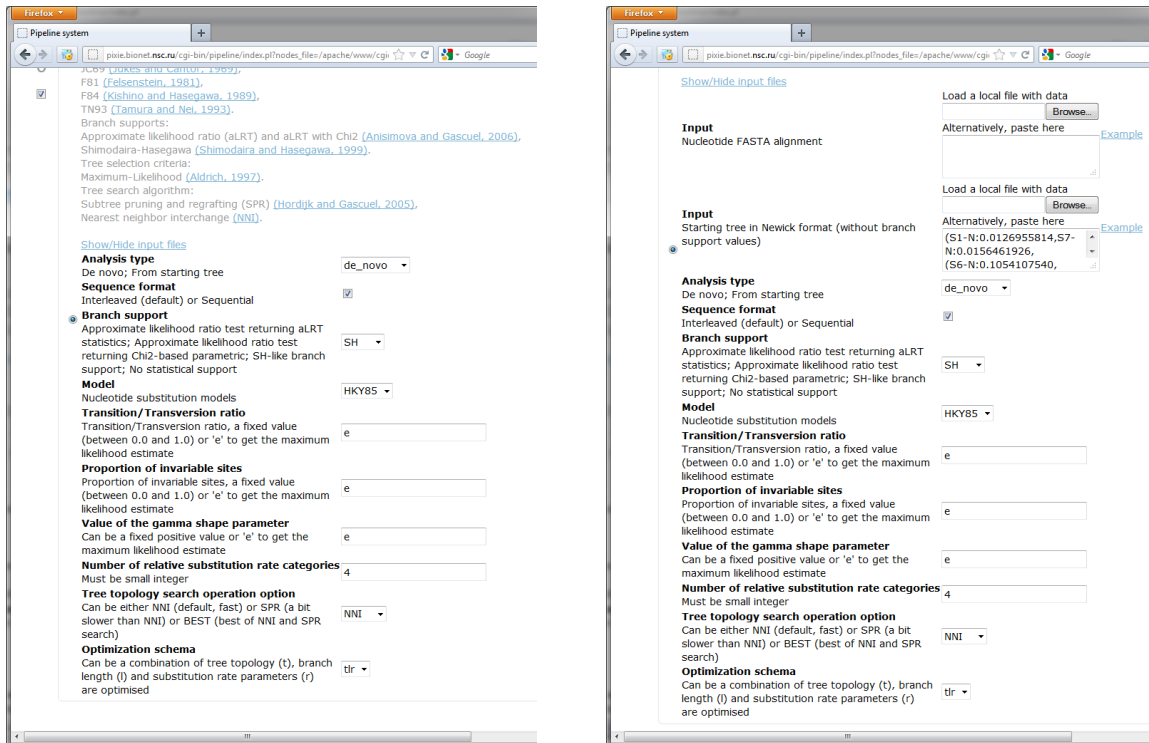 Firefox
Pipeline system
+
pixie.bionet.nsc.ru/cgi-bin/pipeline/index.pl?nodes_file=/apache/www/cgi
Google
JC69 (Jukes and Cantor, 1969),
F81 (Felsenstein, 1981),
F84 (Kishino and Hasegawa, 1989),
TN93 (Tamura and Nei, 1993).
Branch supports:
Approximate likelihood ratio (aLRT) and aLRT with Chi2 (Anisimova and Gascuel, 2006),
Shimodaira-Hasegawa (Shimodaira and Hasegawa, 1999).
Tree selection criteria:
Maximum-Likelihood (Aldrich, 1997).
Tree search algorithm:
Subtree pruning and regrafting (SPR) (Hordijk and Gascuel, 2005),
Nearest neighbor interchange (NNI).
Show/Hide input files
Analysis type
De novo; From starting tree
de_novo
Sequence format
Interleaved (default) or Sequential
Branch support
Approximate likelihood ratio test returning aLRT
statistics; Approximate likelihood ratio test
returning Chi2-based parametric; SH-like branch
support; No statistical support
SH
Model
Nucleotide substitution models
HKY85
Transition/Transversion ratio
Transition/Transversion ratio, a fixed value
(between 0.0 and 1.0) or 'e' to get the maximum
likelihood estimate
e
Proportion of invariable sites
Proportion of invariable sites, a fixed value
(between 0.0 and 1.0) or 'e' to get the maximum
likelihood estimate
e
Value of the gamma shape parameter
Can be a fixed positive value or 'e' to get the
maximum likelihood estimate
e
Number of relative substitution rate categories
Must be small integer
4
Tree topology search operation option
Can be either NNI (default, fast) or SPR (a bit
slower than NNI) or BEST (best of NNI and SPR
search)
NNI
Optimization schema
Can be a combination of tree topology (t), branch
length (l) and substitution rate parameters (r)
are optimised
tlr
Firefox
Pipeline system
+
pixie.bionet.nsc.ru/cgi-bin/pipeline/index.pl?nodes_file=/apache/www/cgi
Google
Show/Hide input files
Load a local file with data
Browse...
Input
Nucleotide FASTA alignment
Alternatively, paste here
Example
Load a local file with data
Browse...
Input
Starting tree in Newick format (without branch
support values)
Alternatively, paste here
Example
(S1-N:0.0126955814,S7-
N:0.0156461926,
(S6-N:0.1054107540,
Analysis type
De novo; From starting tree
de_novo
Sequence format
Interleaved (default) or Sequential
Branch support
Approximate likelihood ratio test returning aLRT
statistics; Approximate likelihood ratio test
returning Chi2-based parametric; SH-like branch
support; No statistical support
SH
Model
Nucleotide substitution models
HKY85
Transition/Transversion ratio
Transition/Transversion ratio, a fixed value
(between 0.0 and 1.0) or 'e' to get the maximum
likelihood estimate
e
Proportion of invariable sites
Proportion of invariable sites, a fixed value
(between 0.0 and 1.0) or 'e' to get the maximum
likelihood estimate
e
Value of the gamma shape parameter
Can be a fixed positive value or 'e' to get the
maximum likelihood estimate
e
Number of relative substitution rate categories
Must be small integer
4
Tree topology search operation option
Can be either NNI (default, fast) or SPR (a bit
slower than NNI) or BEST (best of NNI and SPR
search)
NNI
Optimization schema
Can be a combination of tree topology (t), branch
length (l) and substitution rate parameters (r)
are optimised
tlr